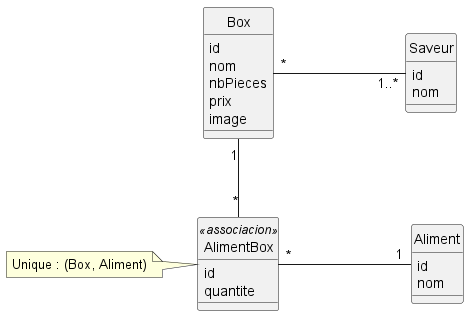 Box
id
nom
nbPieces
prix
image
*
1..*
Saveur
id
nom
1
*
«associacion»
AlimentBox
id
quantite
Unique : (Box, Aliment)
*
1
Aliment
id
nom